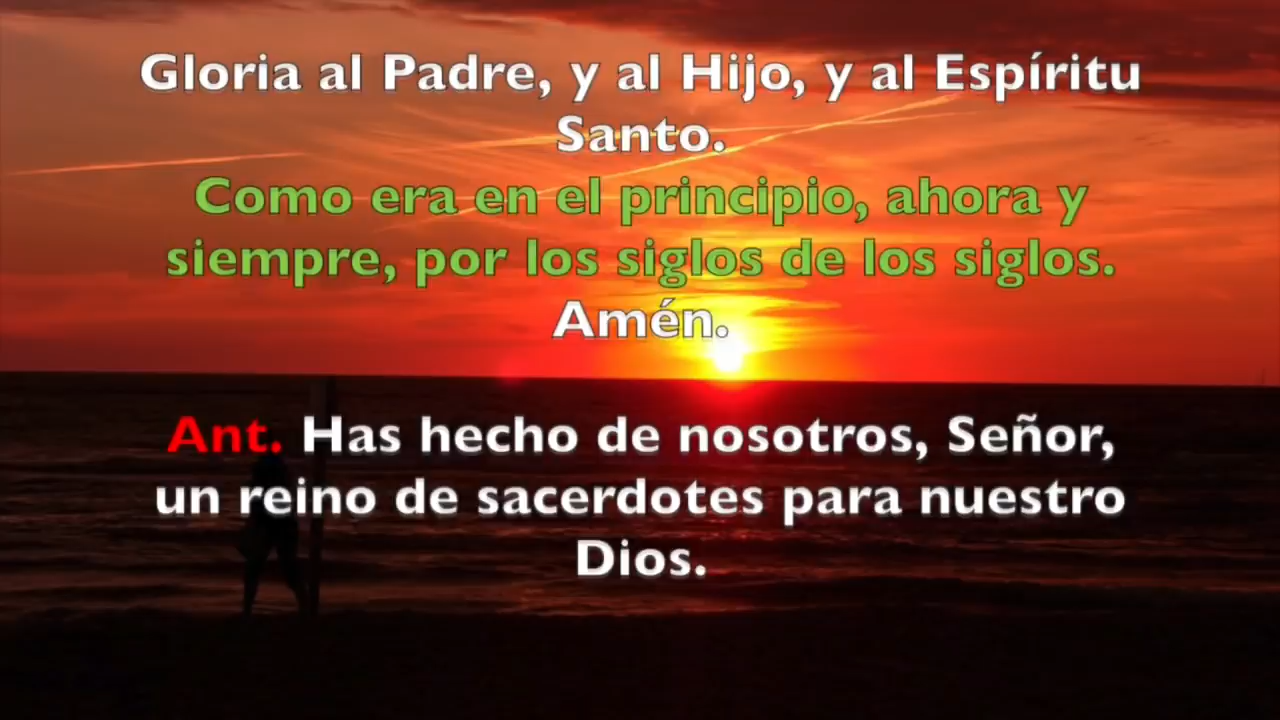 Gloria al Padre, y al Hijo, y al Espíritu
Santo.
Como era en el principio, ahora y
siempre, por los siglos de los siglos.
Amén.
Ant. Has hecho de nosotros, Señor,
un reino de sacerdotes para nuestro
Dios.